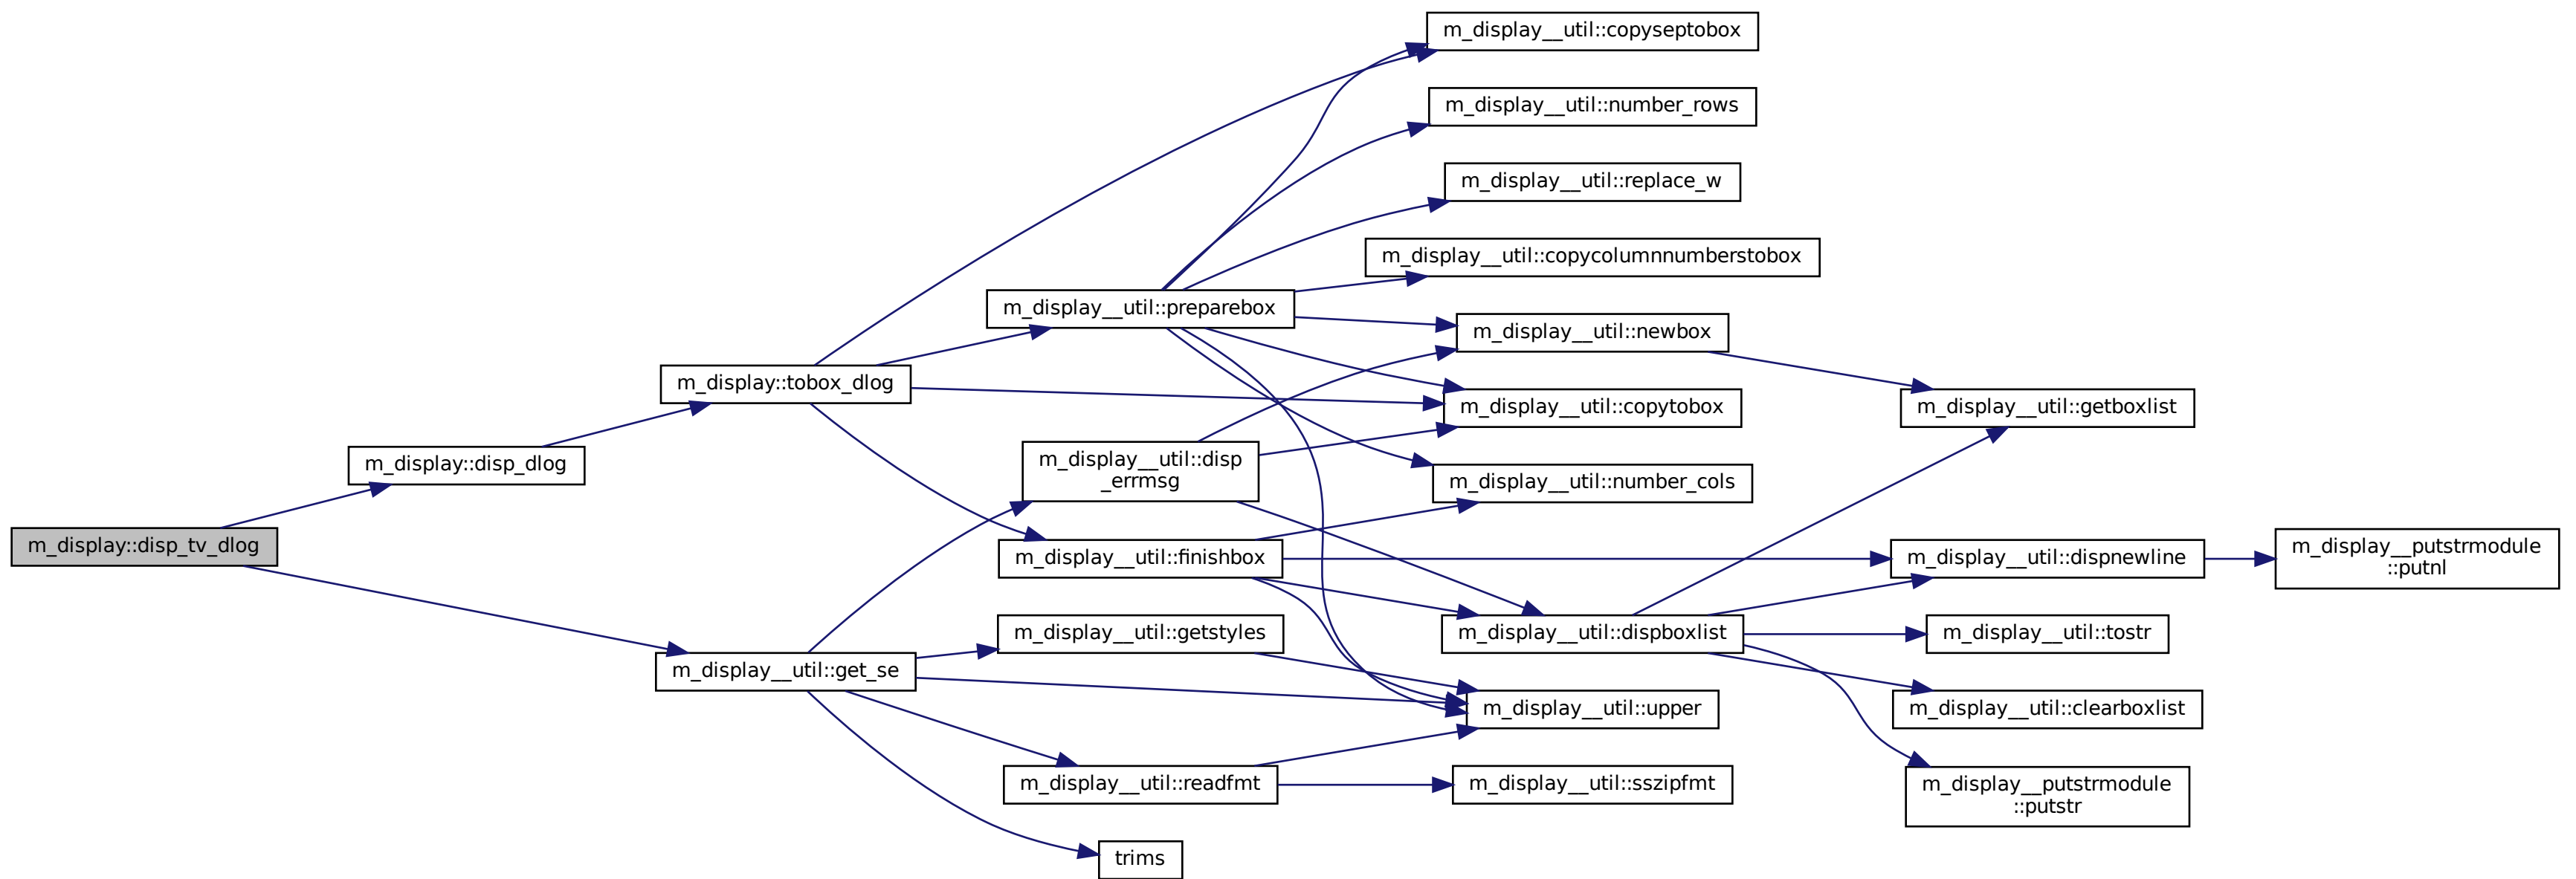 m_display__util::copyseptobox
m_display__util::number_rows
m_display__util::replace_w
m_display__util::copycolumnnumberstobox
m_display__util::preparebox
m_display__util::newbox
m_display::tobox_dlog
m_display__util::copytobox
m_display__util::getboxlist
m_display::disp_dlog
m_display__util::disp
_errmsg
m_display__util::number_cols
m_display::disp_tv_dlog
m_display__util::finishbox
m_display__util::dispnewline
m_display__putstrmodule
::putnl
m_display__util::getstyles
m_display__util::dispboxlist
m_display__util::tostr
m_display__util::get_se
m_display__util::upper
m_display__util::clearboxlist
m_display__util::readfmt
m_display__util::sszipfmt
m_display__putstrmodule
::putstr
trims